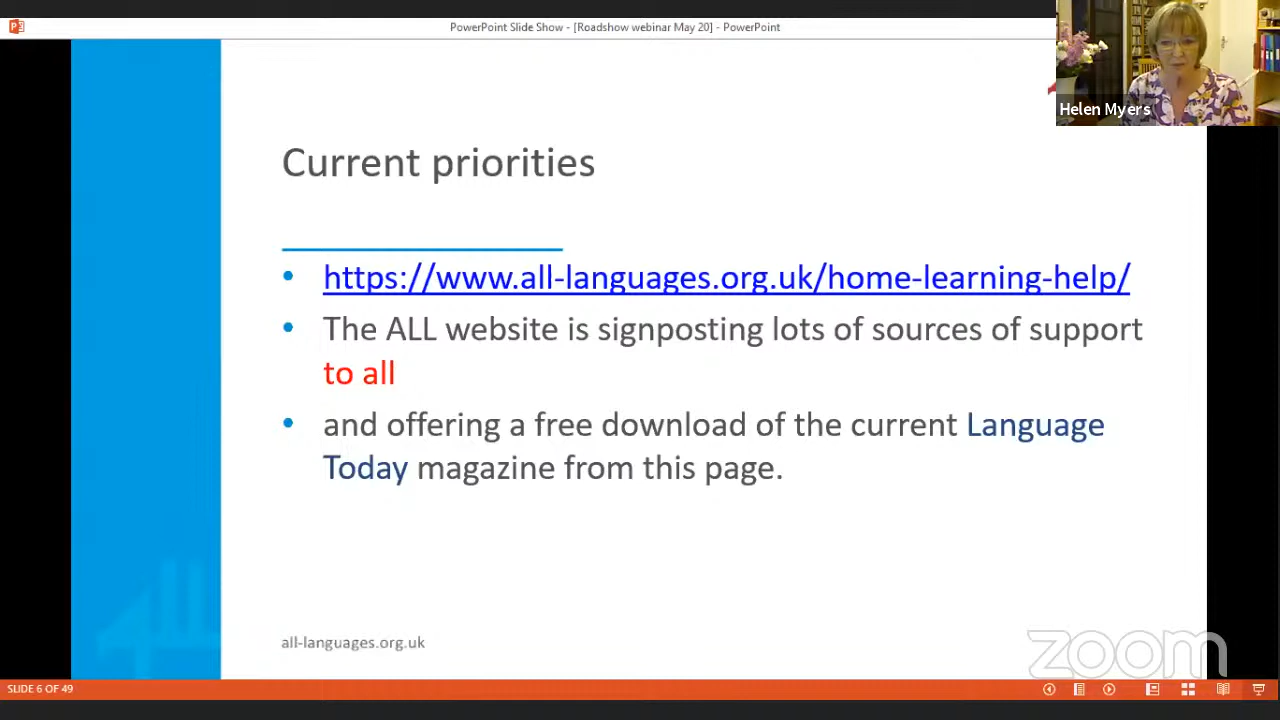 PowerPoint Slide Show - [Roadshow webinar May 20] - PowerPoint
Helen Myers
Current priorities
https://www.all-languages.org.uk/home-learning-help/
The ALL website is signposting lots of sources of support
to all
and offering a free download of the current Language
Today magazine from this page.
all-languages.org.uk
zoom
SLIDE 6 OF 49